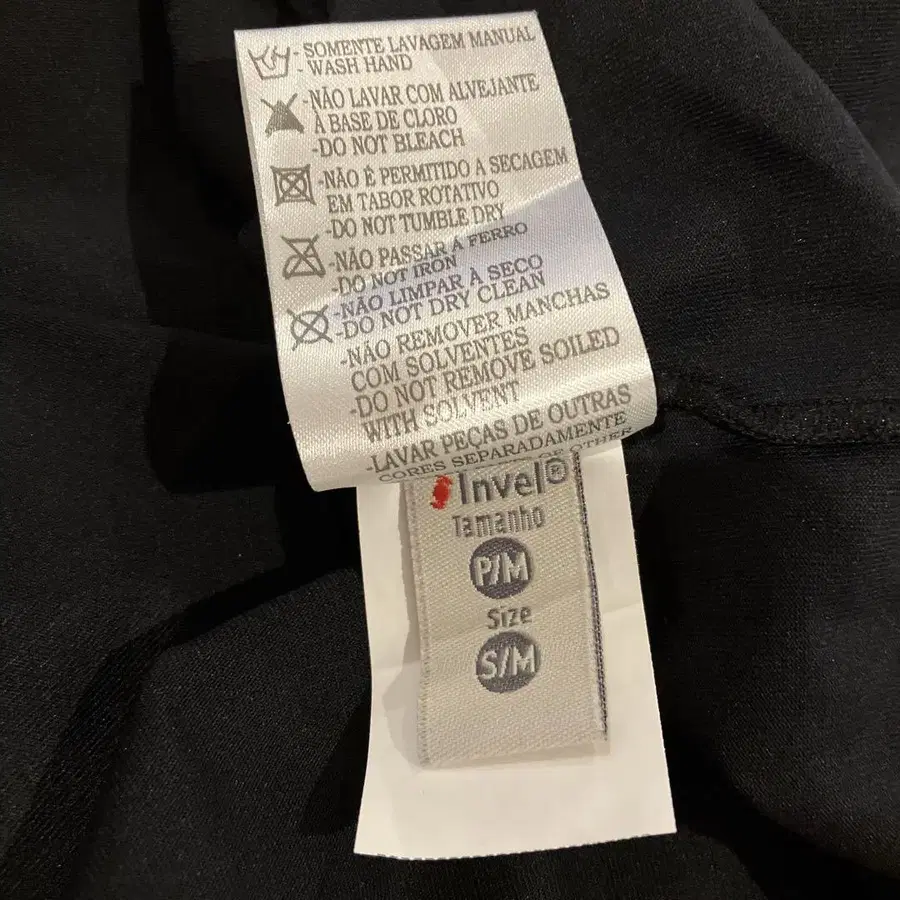 - SOMENTE LAVAGEM MANUAL
- WASH HAND
-NÃO LAVAR COM ALVEJANTE
À BASE DE CLORO
-DO NOT BLEACH
-NÃO É PERMITIDO A SECAGEM
EM TABOR ROTATIVO
-DO NOT TUMBLE DRY
-NÃO PASSAR À FERRO
-DO NOT IRON
-NÃO LIMPAR À SECO
-DO NOT DRY CLEAN
-NÃO REMOVER MANCHAS
COM SOLVENTES
-DO NOT REMOVE SOILED
WITH SOLVENT
-LAVAR PEÇAS DE OUTRAS
CORES SEPARADAMENTE
OF OTHER
Invel®
Tamanho
P/M
Size
S/M